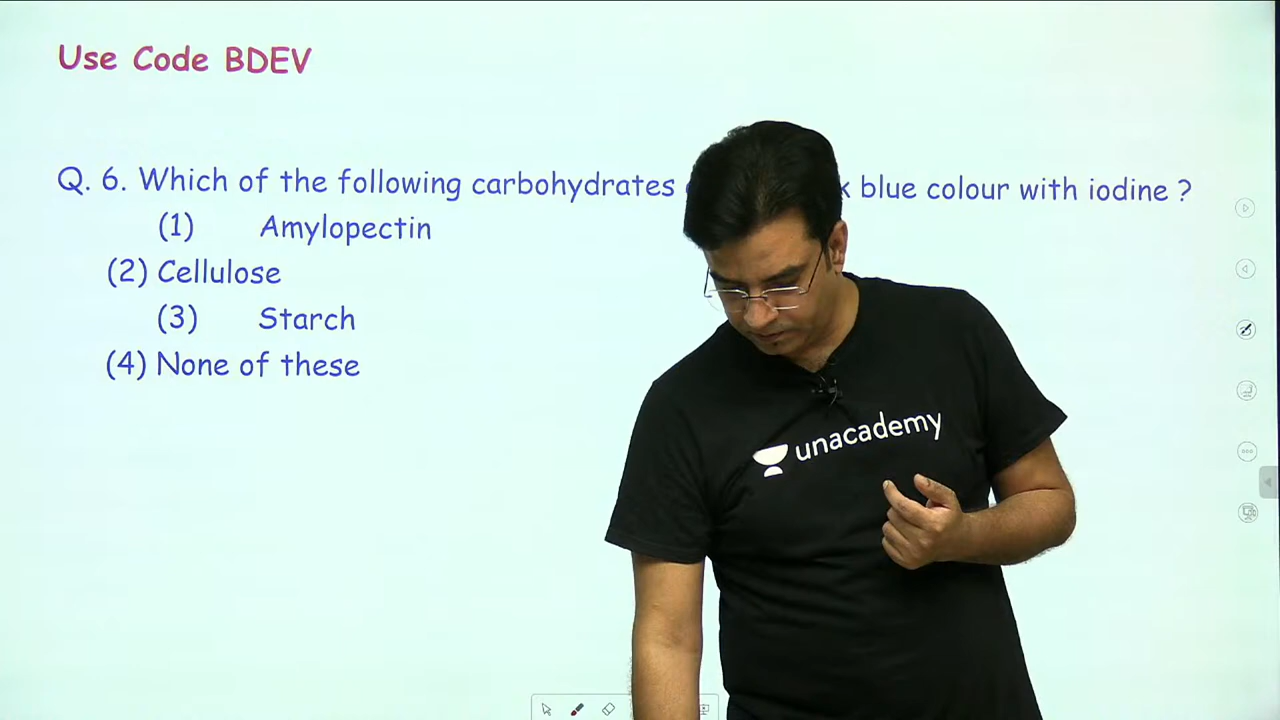 Use Code BDEV
Q. 6. Which of the following carbohydrates blue colour with iodine ?
(1) Amylopectin
(2) Cellulose
(3) Starch
(4) None of these
unacademy